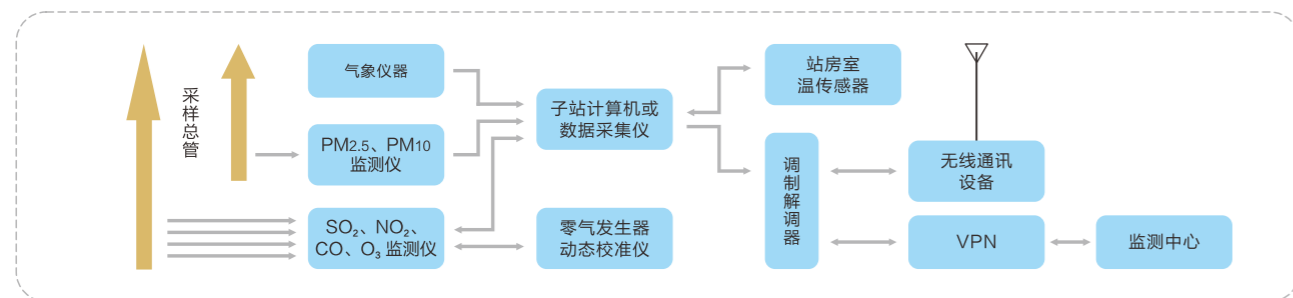 采样总管
气象仪器
PM2.5、PM10
监测仪
SO₂、NO₂、
CO、O₃ 监测仪
子站计算机或
数据采集仪
零气发生器
动态校准仪
站房室
温传感器
调制解调器
无线通讯
设备
VPN
监测中心